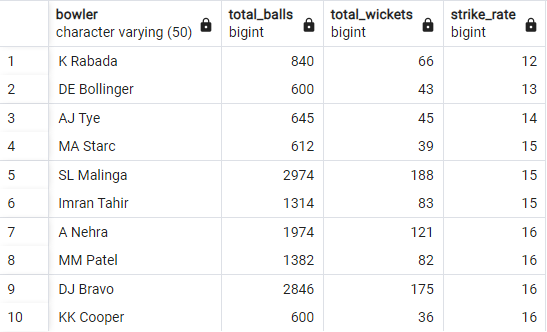 bowler total_balls total_wickets strike_rate
character varying (50) bigint bigint bigint
1 K Rabada 840 66 12
2 DE Bollinger 600 43 13
3 AJ Tye 645 45 14
4 MA Starc 612 39 15
5 SL Malinga 2974 188 15
6 Imran Tahir 1314 83 15
7 A Nehra 1974 121 16
8 MM Patel 1382 82 16
9 DJ Bravo 2846 175 16
10 KK Cooper 600 36 16